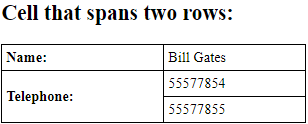 Cell that spans two rows:
Name: Bill Gates
Telephone: 55577854
55577855